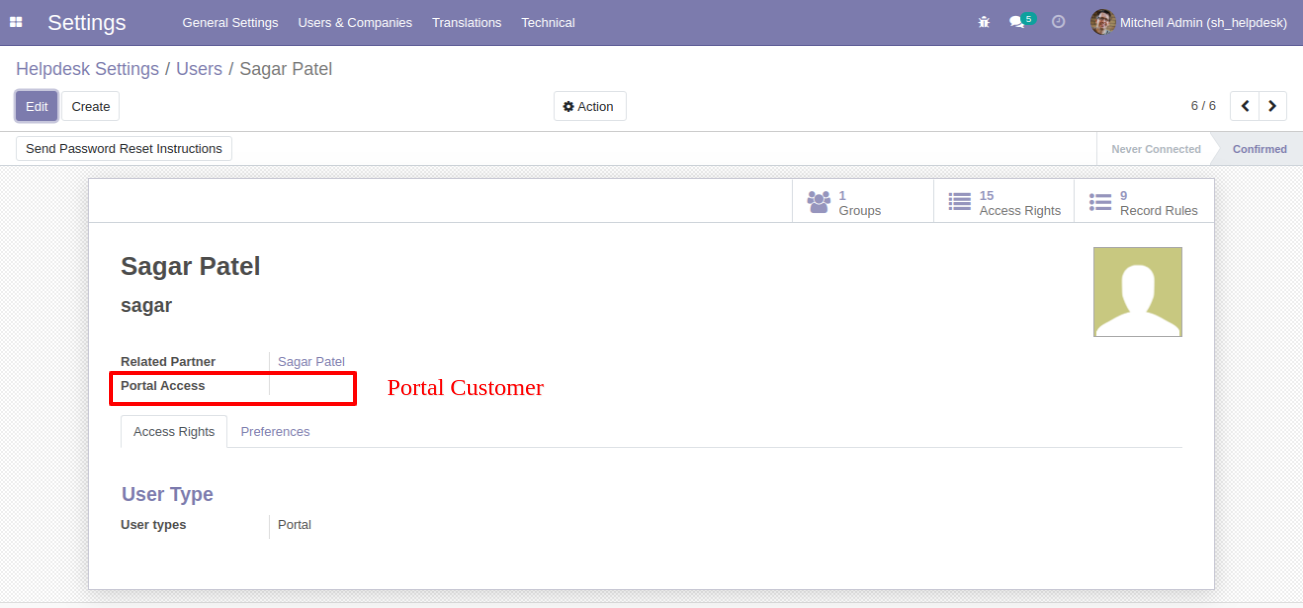 Settings General Settings Users & Companies Translations Technical 5 Mitchell Admin (sh_helpdesk)
Helpdesk Settings / Users / Sagar Patel
Edit Create Action 6 / 6
Send Password Reset Instructions Never Connected Confirmed
1 15 9
Groups Access Rights Record Rules
Sagar Patel
sagar
Related Partner Sagar Patel
Portal Access Portal Customer
Access Rights Preferences
User Type
User types Portal